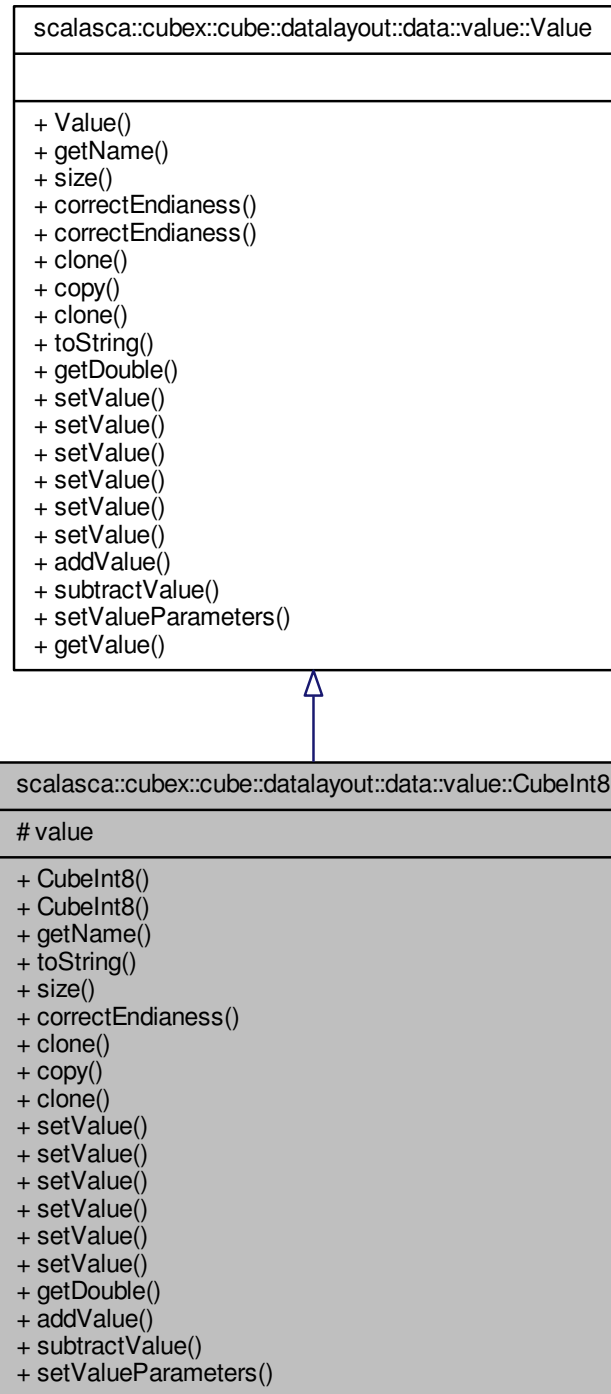 scalasca::cubex::cube::datalayout::data::value::Value
+ Value()
+ getName()
+ size()
+ correctEndianess()
+ correctEndianess()
+ clone()
+ copy()
+ clone()
+ toString()
+ getDouble()
+ setValue()
+ setValue()
+ setValue()
+ setValue()
+ setValue()
+ setValue()
+ addValue()
+ subtractValue()
+ setValueParameters()
+ getValue()
scalasca::cubex::cube::datalayout::data::value::CubeInt8
# value
+ CubeInt8()
+ CubeInt8()
+ getName()
+ toString()
+ size()
+ correctEndianess()
+ clone()
+ copy()
+ clone()
+ setValue()
+ setValue()
+ setValue()
+ setValue()
+ setValue()
+ setValue()
+ getDouble()
+ addValue()
+ subtractValue()
+ setValueParameters()